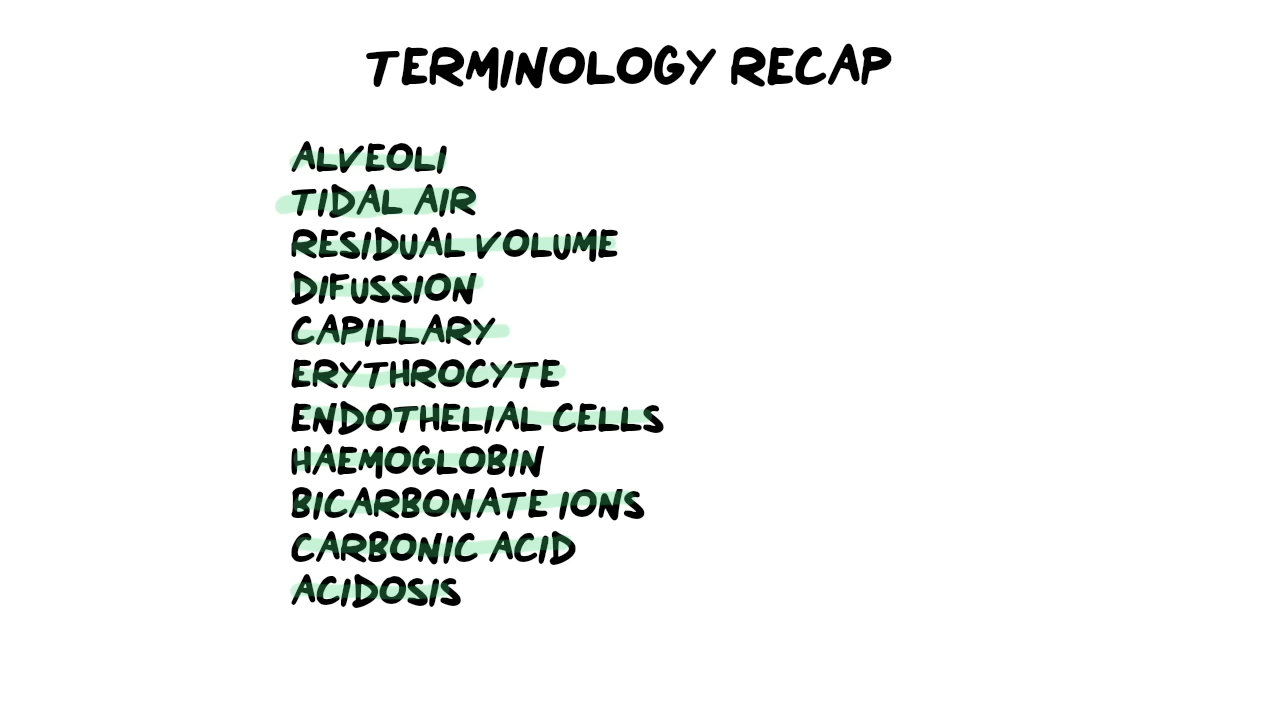 TERMINOLOGY RECAP
ALVEOLI
TIDAL AIR
RESIDUAL VOLUME
DIFUSSION
CAPILLARY
ERYTHROCYTE
ENDOTHELIAL CELLS
HAEMOGLOBIN
BICARBONATE IONS
CARBONIC ACID
ACIDOSIS